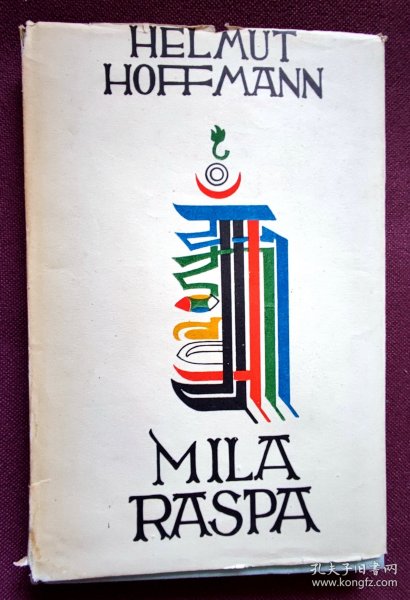 HELMUT
HOFFMANN
MILA
RASPA
孔夫子旧书网
www.kongfz.com